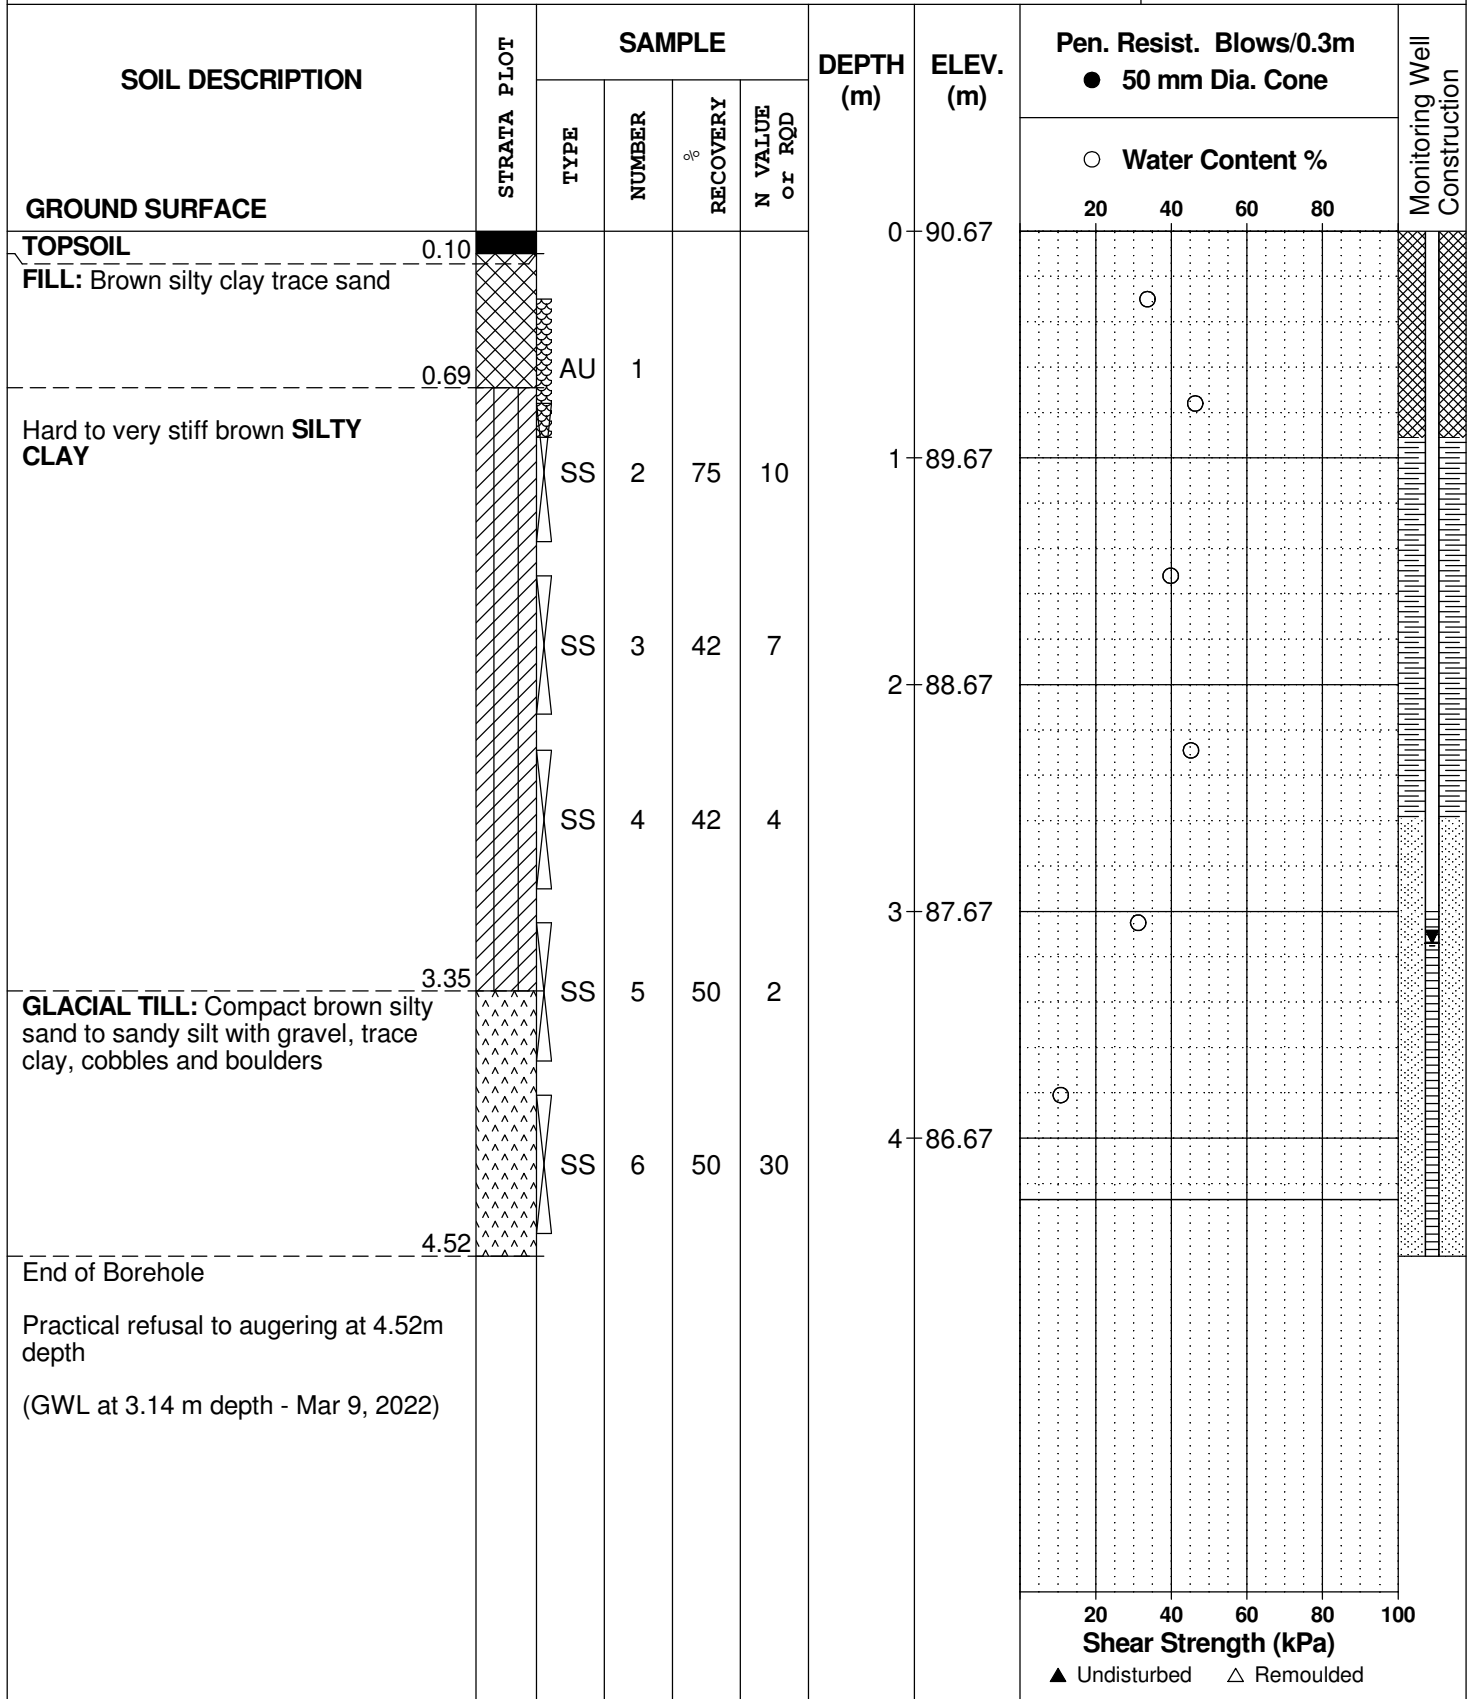 SOIL DESCRIPTION
GROUND SURFACE
STRATA PLOT
SAMPLE
TYPE
NUMBER
% RECOVERY
N VALUE or RQD
DEPTH (m)
ELEV. (m)
Pen. Resist. Blows/0.3m
● 50 mm Dia. Cone
○ Water Content %
20 40 60 80
Monitoring Well Construction
TOPSOIL 0.10
0 90.67
FILL: Brown silty clay trace sand
AU 1
0.69
Hard to very stiff brown SILTY
CLAY
1 89.67
SS 2 75 10
SS 3 42 7
2 88.67
SS 4 42 4
3 87.67
3.35
SS 5 50 2
GLACIAL TILL: Compact brown silty
sand to sandy silt with gravel, trace
clay, cobbles and boulders
4 86.67
SS 6 50 30
4.52
End of Borehole
Practical refusal to augering at 4.52m
depth
(GWL at 3.14 m depth - Mar 9, 2022)
20 40 60 80 100
Shear Strength (kPa)
▲ Undisturbed △ Remoulded